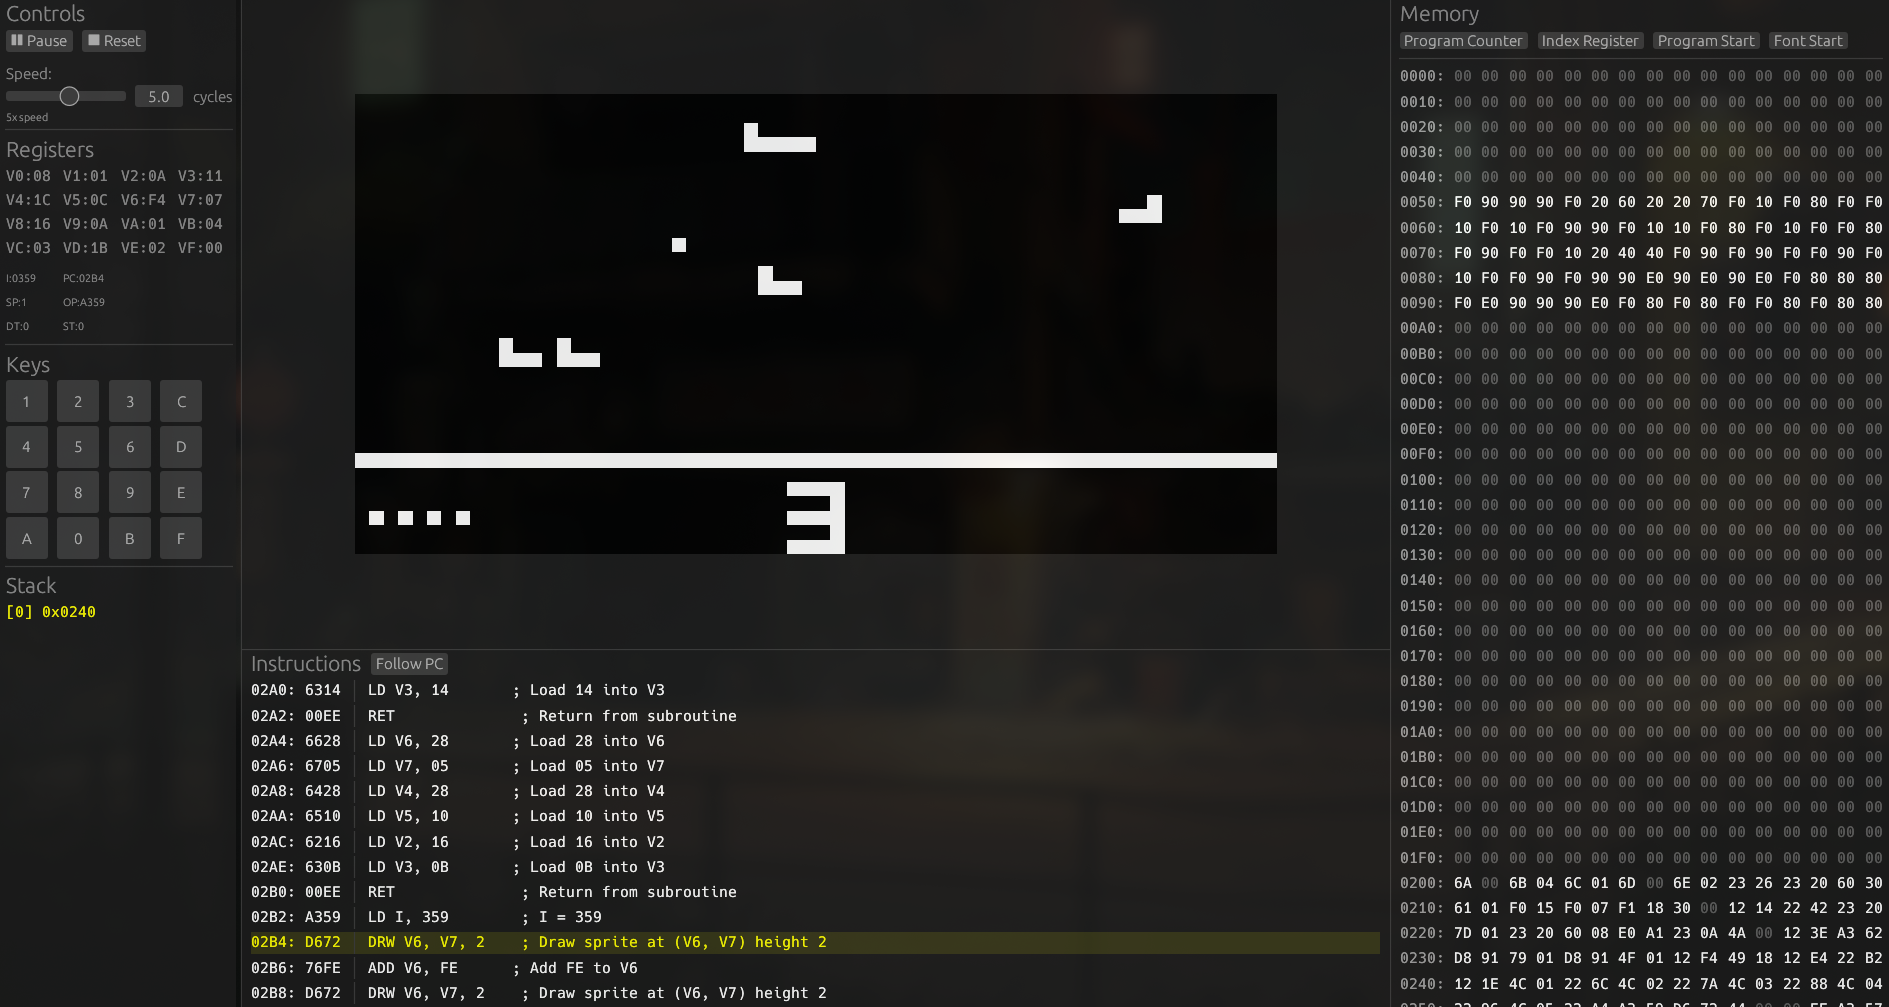 Controls
Pause Reset
Speed:
5.0 cycles
5x speed
Registers
V0:08 V1:01 V2:0A V3:11
V4:1C V5:0C V6:F4 V7:07
V8:16 V9:0A VA:01 VB:04
VC:03 VD:1B VE:02 VF:00
I:0359 PC:02B4
SP:1 OP:A359
DT:0 ST:0
Keys
1 2 3 C
4 5 6 D
7 8 9 E
A 0 B F
Stack
[0] 0x0240
3
Instructions Follow PC
02A0: 6314 LD V3, 14 ; Load 14 into V3
02A2: 00EE RET ; Return from subroutine
02A4: 6628 LD V6, 28 ; Load 28 into V6
02A6: 6705 LD V7, 05 ; Load 05 into V7
02A8: 6428 LD V4, 28 ; Load 28 into V4
02AA: 6510 LD V5, 10 ; Load 10 into V5
02AC: 6216 LD V2, 16 ; Load 16 into V2
02AE: 630B LD V3, 0B ; Load 0B into V3
02B0: 00EE RET ; Return from subroutine
02B2: A359 LD I, 359 ; I = 359
02B4: D672 DRW V6, V7, 2 ; Draw sprite at (V6, V7) height 2
02B6: 76FE ADD V6, FE ; Add FE to V6
02B8: D672 DRW V6, V7, 2 ; Draw sprite at (V6, V7) height 2
Memory
Program Counter Index Register Program Start Font Start
0000: 00 00 00 00 00 00 00 00 00 00 00 00 00 00 00 00
0010: 00 00 00 00 00 00 00 00 00 00 00 00 00 00 00 00
0020: 00 00 00 00 00 00 00 00 00 00 00 00 00 00 00 00
0030: 00 00 00 00 00 00 00 00 00 00 00 00 00 00 00 00
0040: 00 00 00 00 00 00 00 00 00 00 00 00 00 00 00 00
0050: F0 90 90 90 F0 20 60 20 20 70 F0 10 F0 80 F0 F0
0060: 10 F0 10 F0 90 90 F0 10 10 F0 80 F0 10 F0 F0 80
0070: F0 90 F0 F0 10 20 40 40 F0 90 F0 90 F0 F0 90 F0
0080: 10 F0 F0 90 F0 90 90 E0 90 E0 90 E0 F0 80 80 80
0090: F0 E0 90 90 90 E0 F0 80 F0 80 F0 F0 80 F0 80 80
00A0: 00 00 00 00 00 00 00 00 00 00 00 00 00 00 00 00
00B0: 00 00 00 00 00 00 00 00 00 00 00 00 00 00 00 00
00C0: 00 00 00 00 00 00 00 00 00 00 00 00 00 00 00 00
00D0: 00 00 00 00 00 00 00 00 00 00 00 00 00 00 00 00
00E0: 00 00 00 00 00 00 00 00 00 00 00 00 00 00 00 00
00F0: 00 00 00 00 00 00 00 00 00 00 00 00 00 00 00 00
0100: 00 00 00 00 00 00 00 00 00 00 00 00 00 00 00 00
0110: 00 00 00 00 00 00 00 00 00 00 00 00 00 00 00 00
0120: 00 00 00 00 00 00 00 00 00 00 00 00 00 00 00 00
0130: 00 00 00 00 00 00 00 00 00 00 00 00 00 00 00 00
0140: 00 00 00 00 00 00 00 00 00 00 00 00 00 00 00 00
0150: 00 00 00 00 00 00 00 00 00 00 00 00 00 00 00 00
0160: 00 00 00 00 00 00 00 00 00 00 00 00 00 00 00 00
0170: 00 00 00 00 00 00 00 00 00 00 00 00 00 00 00 00
0180: 00 00 00 00 00 00 00 00 00 00 00 00 00 00 00 00
0190: 00 00 00 00 00 00 00 00 00 00 00 00 00 00 00 00
01A0: 00 00 00 00 00 00 00 00 00 00 00 00 00 00 00 00
01B0: 00 00 00 00 00 00 00 00 00 00 00 00 00 00 00 00
01C0: 00 00 00 00 00 00 00 00 00 00 00 00 00 00 00 00
01D0: 00 00 00 00 00 00 00 00 00 00 00 00 00 00 00 00
01E0: 00 00 00 00 00 00 00 00 00 00 00 00 00 00 00 00
01F0: 00 00 00 00 00 00 00 00 00 00 00 00 00 00 00 00
0200: 6A 00 6B 04 6C 01 6D 00 6E 02 23 26 23 20 60 30
0210: 61 01 F0 15 F0 07 F1 18 30 00 12 14 22 42 23 20
0220: 7D 01 23 20 60 08 E0 A1 23 0A 4A 00 12 3E A3 62
0230: D8 91 79 01 D8 91 4F 01 12 F4 49 18 12 E4 22 B2
0240: 12 1E 4C 01 22 6C 4C 02 22 7A 4C 03 22 88 4C 04